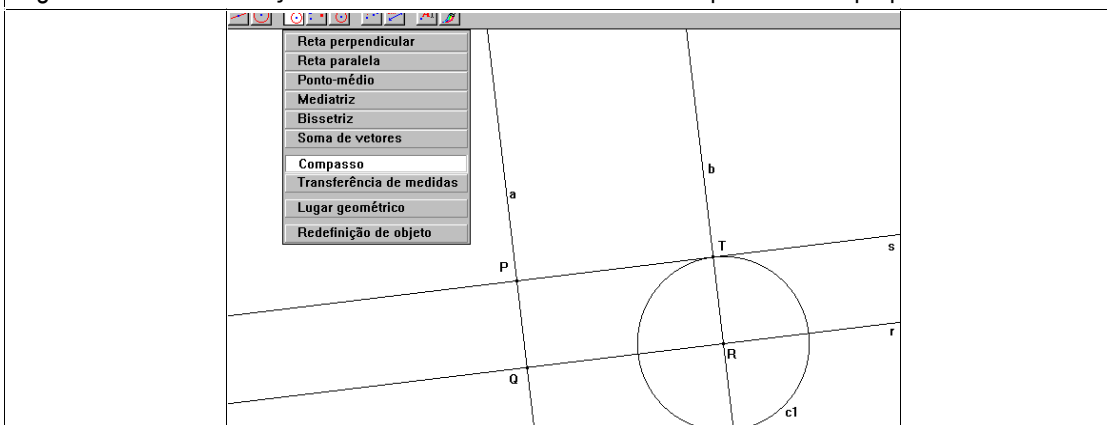 Reta perpendicular
Reta paralela
Ponto-médio
Mediatriz
Bissetriz
Soma de vetores
Compasso
Transferência de medidas
Lugar geométrico
Redefinição de objeto
a
b
P
T
s
r
Q
R
c1